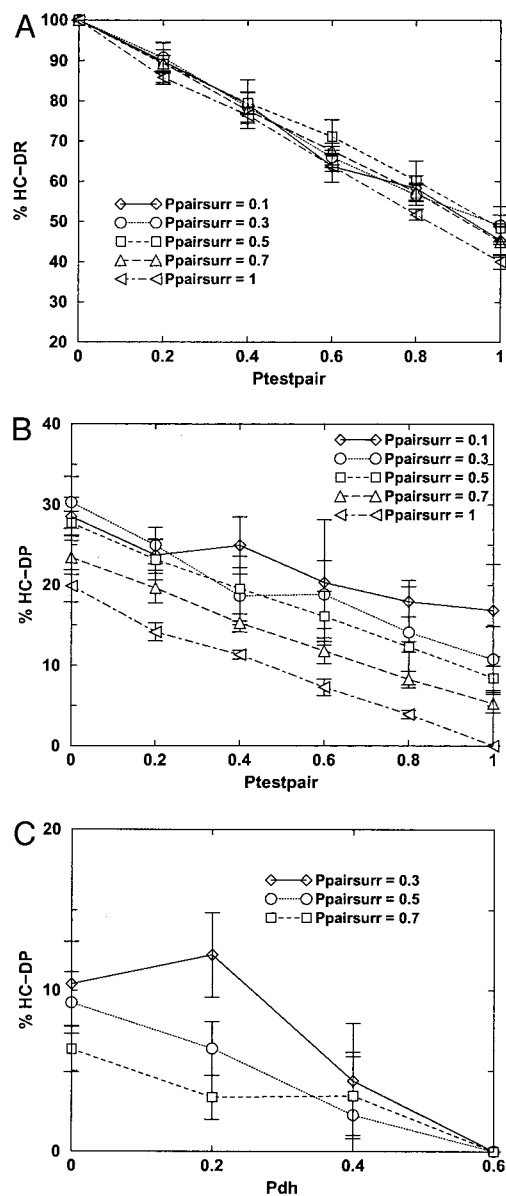 A
100
90
80
70
60
50
40
30
20
% HC-DR
Ppairsurr = 0.1
Ppairsurr = 0.3
Ppairsurr = 0.5
Ppairsurr = 0.7
Ppairsurr = 1
0 0.2 0.4 0.6 0.8 1
Ptestpair
B
40
30
20
10
0
% HC-DP
Ppairsurr = 0.1
Ppairsurr = 0.3
Ppairsurr = 0.5
Ppairsurr = 0.7
Ppairsurr = 1
0 0.2 0.4 0.6 0.8 1
Ptestpair
C
20
10
0
% HC-DP
Ppairsurr = 0.3
Ppairsurr = 0.5
Ppairsurr = 0.7
0 0.2 0.4 0.6
Pdh